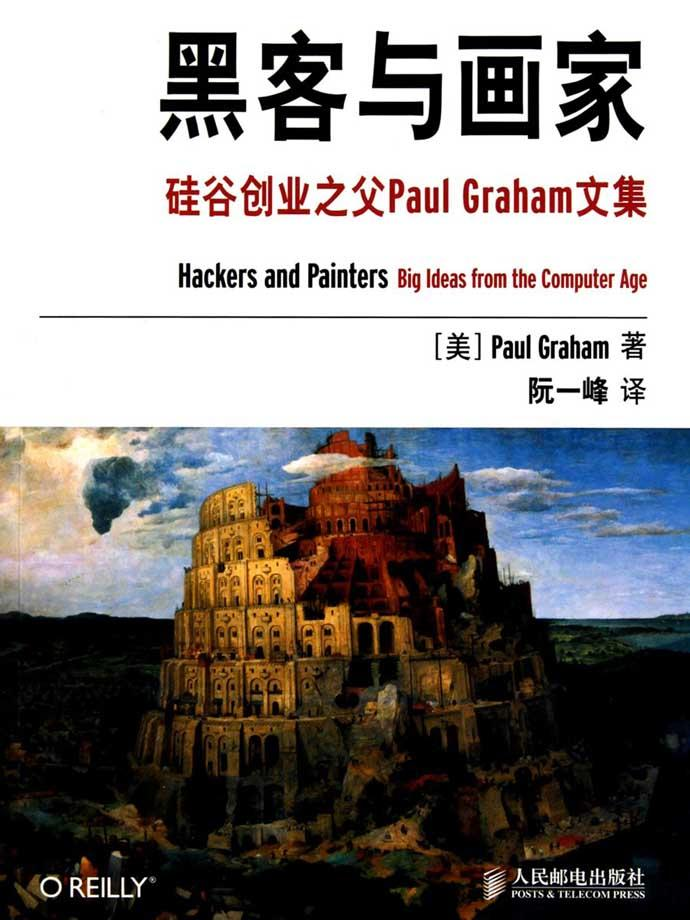 黑客与画家
硅谷创业之父Paul Graham文集
Hackers and Painters Big Ideas from the Computer Age
[美] Paul Graham 著
阮一峰 译
O'REILLY®
人民邮电出版社
POSTS & TELECOM PRESS